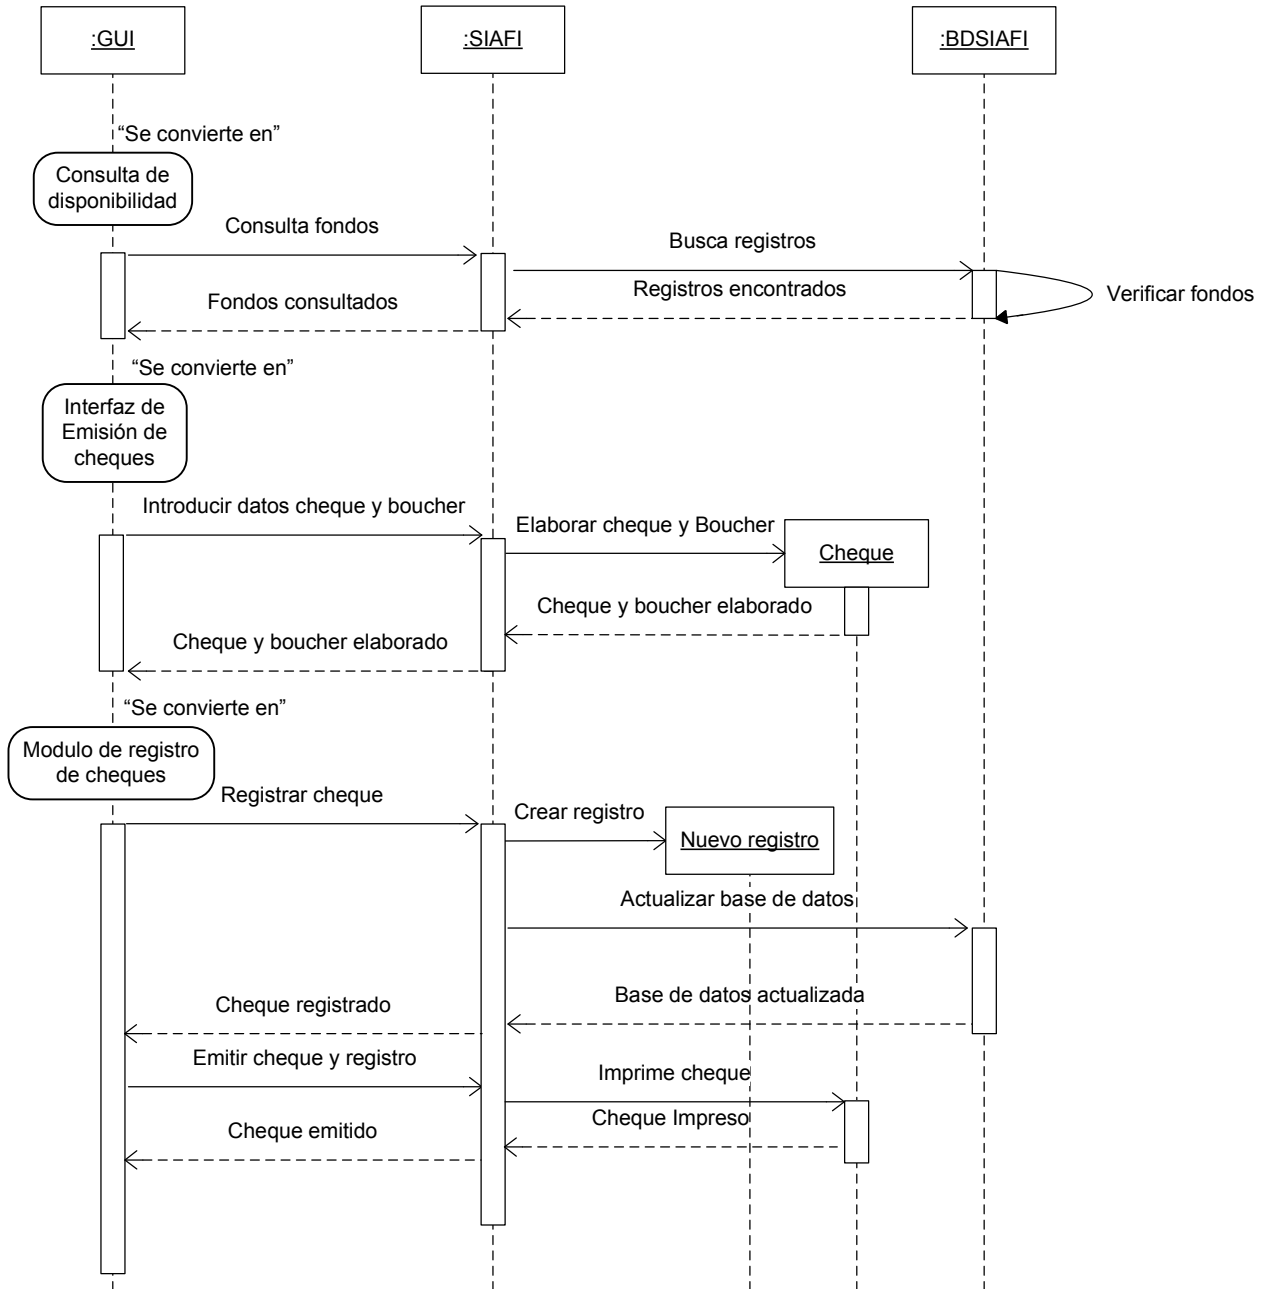 :GUI
:SIAFI
:BDSIAFI
“Se convierte en”
Consulta de
disponibilidad
Consulta fondos
Busca registros
Registros encontrados
Verificar fondos
Fondos consultados
“Se convierte en”
Interfaz de
Emisión de
cheques
Introducir datos cheque y boucher
Elaborar cheque y Boucher
Cheque
Cheque y boucher elaborado
Cheque y boucher elaborado
“Se convierte en”
Modulo de registro
de cheques
Registrar cheque
Crear registro
Nuevo registro
Actualizar base de datos
Base de datos actualizada
Cheque registrado
Emitir cheque y registro
Imprime cheque
Cheque Impreso
Cheque emitido